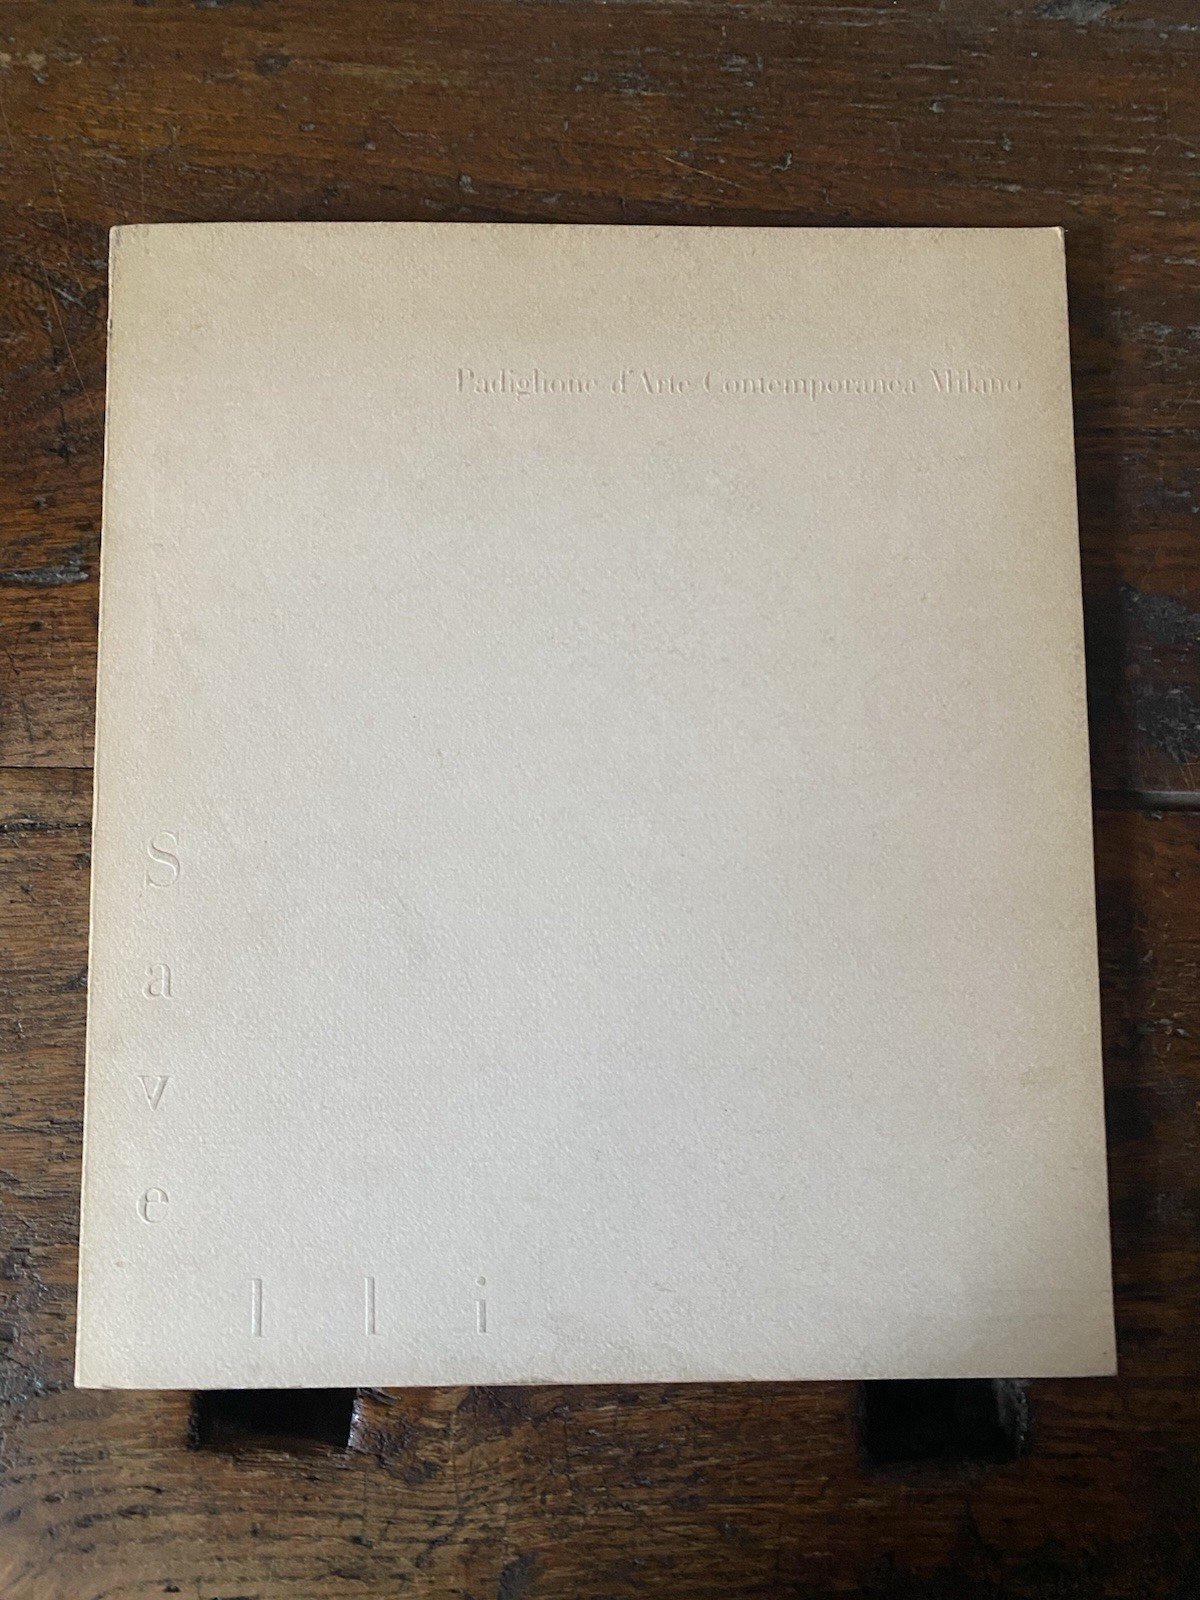 Padiglione d'Arte Contemporanea Milano
S
a
v
e
l l i